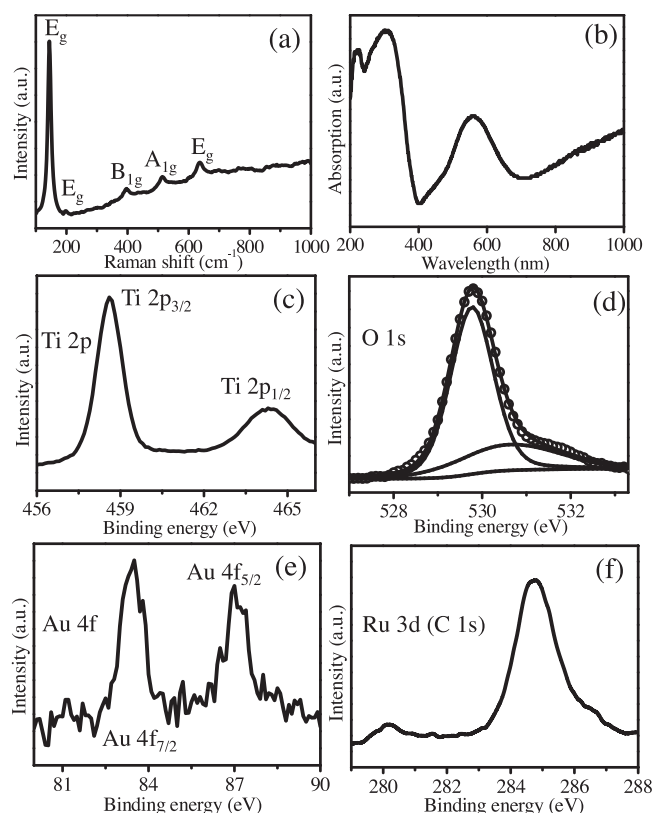 (a)
E_g
E_g
B_1g
A_1g
E_g
Intensity (a.u.)
200 400 600 800 1000
Raman shift (cm⁻¹)
(b)
Absorption (a.u.)
200 400 600 800 1000
Wavelength (nm)
(c)
Ti 2p_3/2
Ti 2p
Ti 2p_1/2
Intensity (a.u.)
456 459 462 465
Binding energy (eV)
(d)
O 1s
Intensity (a.u.)
528 530 532
Binding energy (eV)
(e)
Au 4f_5/2
Au 4f
Au 4f_7/2
Intensity (a.u.)
81 84 87 90
Binding energy (eV)
(f)
Ru 3d (C 1s)
Intensity (a.u.)
280 282 284 286 288
Binding energy (eV)